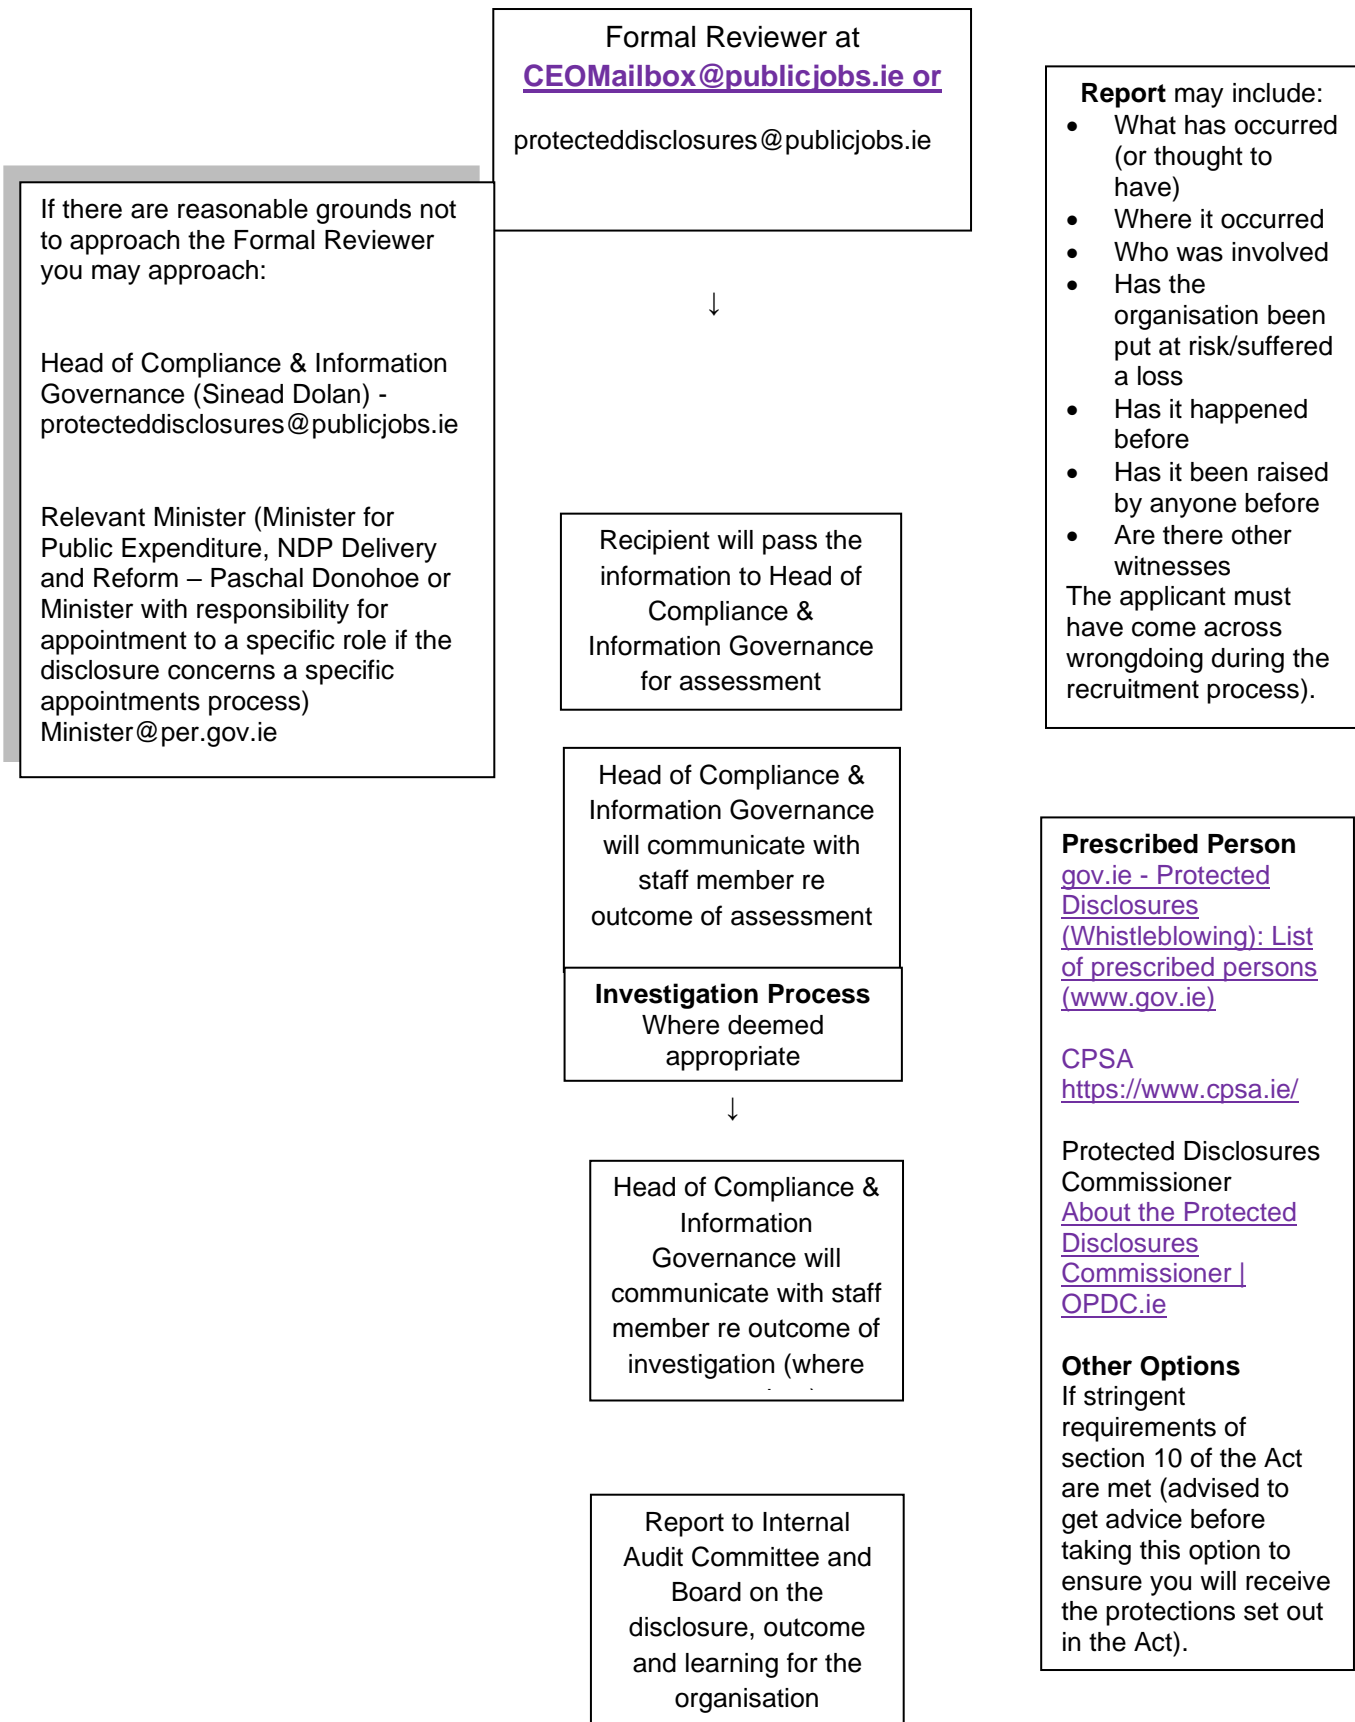 Formal Reviewer at
CEOMailbox@publicjobs.ie or
protecteddisclosures@publicjobs.ie
If there are reasonable grounds not
to approach the Formal Reviewer
you may approach:
Head of Compliance & Information
Governance (Sinead Dolan) -
protecteddisclosures@publicjobs.ie
Relevant Minister (Minister for
Public Expenditure, NDP Delivery
and Reform – Paschal Donohoe or
Minister with responsibility for
appointment to a specific role if the
disclosure concerns a specific
appointments process)
Minister@per.gov.ie
↓
Recipient will pass the
information to Head of
Compliance &
Information Governance
for assessment
Head of Compliance &
Information Governance
will communicate with
staff member re
outcome of assessment
Investigation Process
Where deemed
appropriate
↓
Head of Compliance &
Information
Governance will
communicate with staff
member re outcome of
investigation (where
Report to Internal
Audit Committee and
Board on the
disclosure, outcome
and learning for the
organisation
Report may include:
• What has occurred
(or thought to
have)
• Where it occurred
• Who was involved
• Has the
organisation been
put at risk/suffered
a loss
• Has it happened
before
• Has it been raised
by anyone before
• Are there other
witnesses
The applicant must
have come across
wrongdoing during the
recruitment process).
Prescribed Person
gov.ie - Protected
Disclosures
(Whistleblowing): List
of prescribed persons
(www.gov.ie)
CPSA
https://www.cpsa.ie/
Protected Disclosures
Commissioner
About the Protected
Disclosures
Commissioner |
OPDC.ie
Other Options
If stringent
requirements of
section 10 of the Act
are met (advised to
get advice before
taking this option to
ensure you will receive
the protections set out
in the Act).